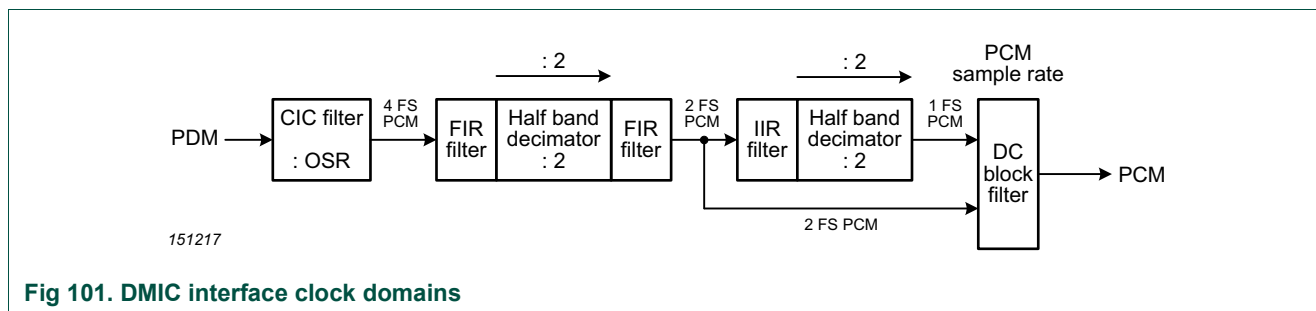 : 2
: 2
PCM
sample rate
PDM
CIC filter
: OSR
4 FS
PCM
FIR
filter
Half band
decimator
: 2
FIR
filter
2 FS
PCM
IIR
filter
Half band
decimator
: 2
1 FS
PCM
DC
block
filter
PCM
2 FS PCM
151217
Fig 101. DMIC interface clock domains